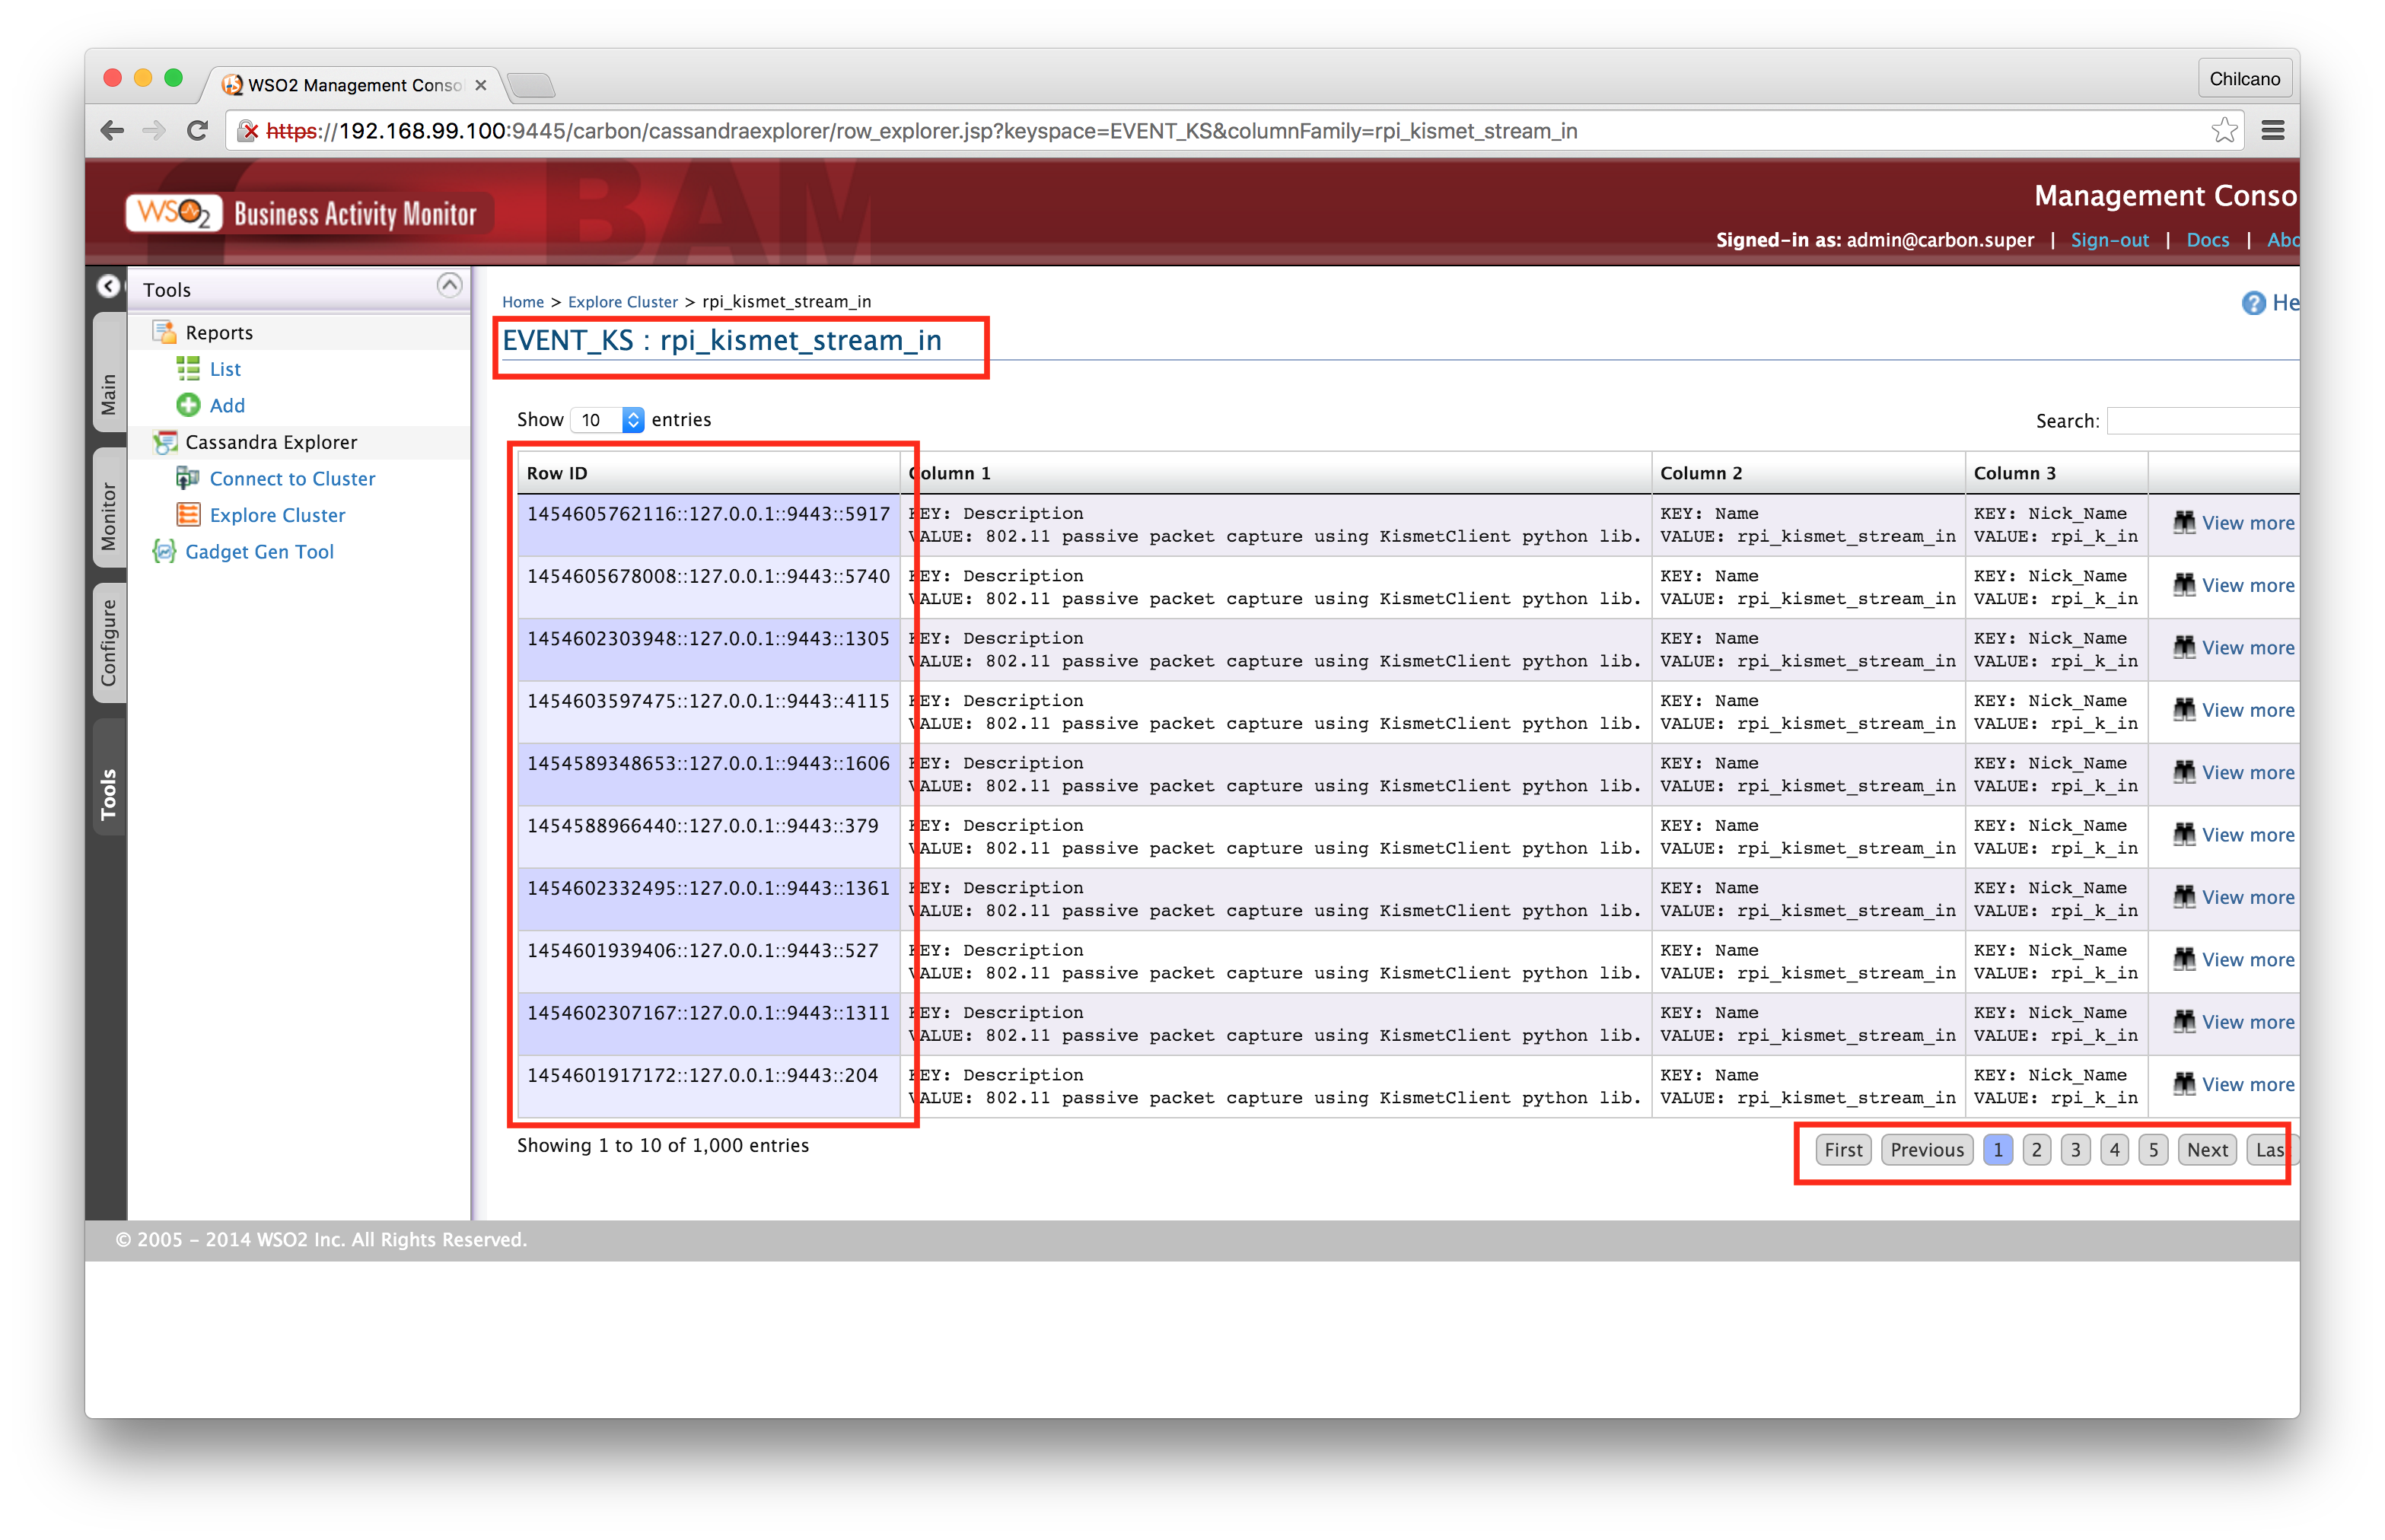 WSO2 Management Conso
Chilcano
https://192.168.99.100:9445/carbon/cassandraexplorer/row_explorer.jsp?keyspace=EVENT_KS&columnFamily=rpi_kismet_stream_in
WSO2 Business Activity Monitor
BAM
Management Conso
Signed-in as: admin@carbon.super | Sign-out | Docs | Abo
Main
Monitor
Configure
Tools
Tools
Reports
List
Add
Cassandra Explorer
Connect to Cluster
Explore Cluster
Gadget Gen Tool
Home > Explore Cluster > rpi_kismet_stream_in
He
EVENT_KS : rpi_kismet_stream_in
Show 10 entries
Search:
Row ID Column 1 Column 2 Column 3
1454605762116::127.0.0.1::9443::5917 KEY: Description KEY: Name KEY: Nick_Name View more
VALUE: 802.11 passive packet capture using KismetClient python lib. VALUE: rpi_kismet_stream_in VALUE: rpi_k_in
1454605678008::127.0.0.1::9443::5740 KEY: Description KEY: Name KEY: Nick_Name View more
VALUE: 802.11 passive packet capture using KismetClient python lib. VALUE: rpi_kismet_stream_in VALUE: rpi_k_in
1454602303948::127.0.0.1::9443::1305 KEY: Description KEY: Name KEY: Nick_Name View more
VALUE: 802.11 passive packet capture using KismetClient python lib. VALUE: rpi_kismet_stream_in VALUE: rpi_k_in
1454603597475::127.0.0.1::9443::4115 KEY: Description KEY: Name KEY: Nick_Name View more
VALUE: 802.11 passive packet capture using KismetClient python lib. VALUE: rpi_kismet_stream_in VALUE: rpi_k_in
1454589348653::127.0.0.1::9443::1606 KEY: Description KEY: Name KEY: Nick_Name View more
VALUE: 802.11 passive packet capture using KismetClient python lib. VALUE: rpi_kismet_stream_in VALUE: rpi_k_in
1454588966440::127.0.0.1::9443::379 KEY: Description KEY: Name KEY: Nick_Name View more
VALUE: 802.11 passive packet capture using KismetClient python lib. VALUE: rpi_kismet_stream_in VALUE: rpi_k_in
1454602332495::127.0.0.1::9443::1361 KEY: Description KEY: Name KEY: Nick_Name View more
VALUE: 802.11 passive packet capture using KismetClient python lib. VALUE: rpi_kismet_stream_in VALUE: rpi_k_in
1454601939406::127.0.0.1::9443::527 KEY: Description KEY: Name KEY: Nick_Name View more
VALUE: 802.11 passive packet capture using KismetClient python lib. VALUE: rpi_kismet_stream_in VALUE: rpi_k_in
1454602307167::127.0.0.1::9443::1311 KEY: Description KEY: Name KEY: Nick_Name View more
VALUE: 802.11 passive packet capture using KismetClient python lib. VALUE: rpi_kismet_stream_in VALUE: rpi_k_in
1454601917172::127.0.0.1::9443::204 KEY: Description KEY: Name KEY: Nick_Name View more
VALUE: 802.11 passive packet capture using KismetClient python lib. VALUE: rpi_kismet_stream_in VALUE: rpi_k_in
Showing 1 to 10 of 1,000 entries
First Previous 1 2 3 4 5 Next Las
© 2005 - 2014 WSO2 Inc. All Rights Reserved.